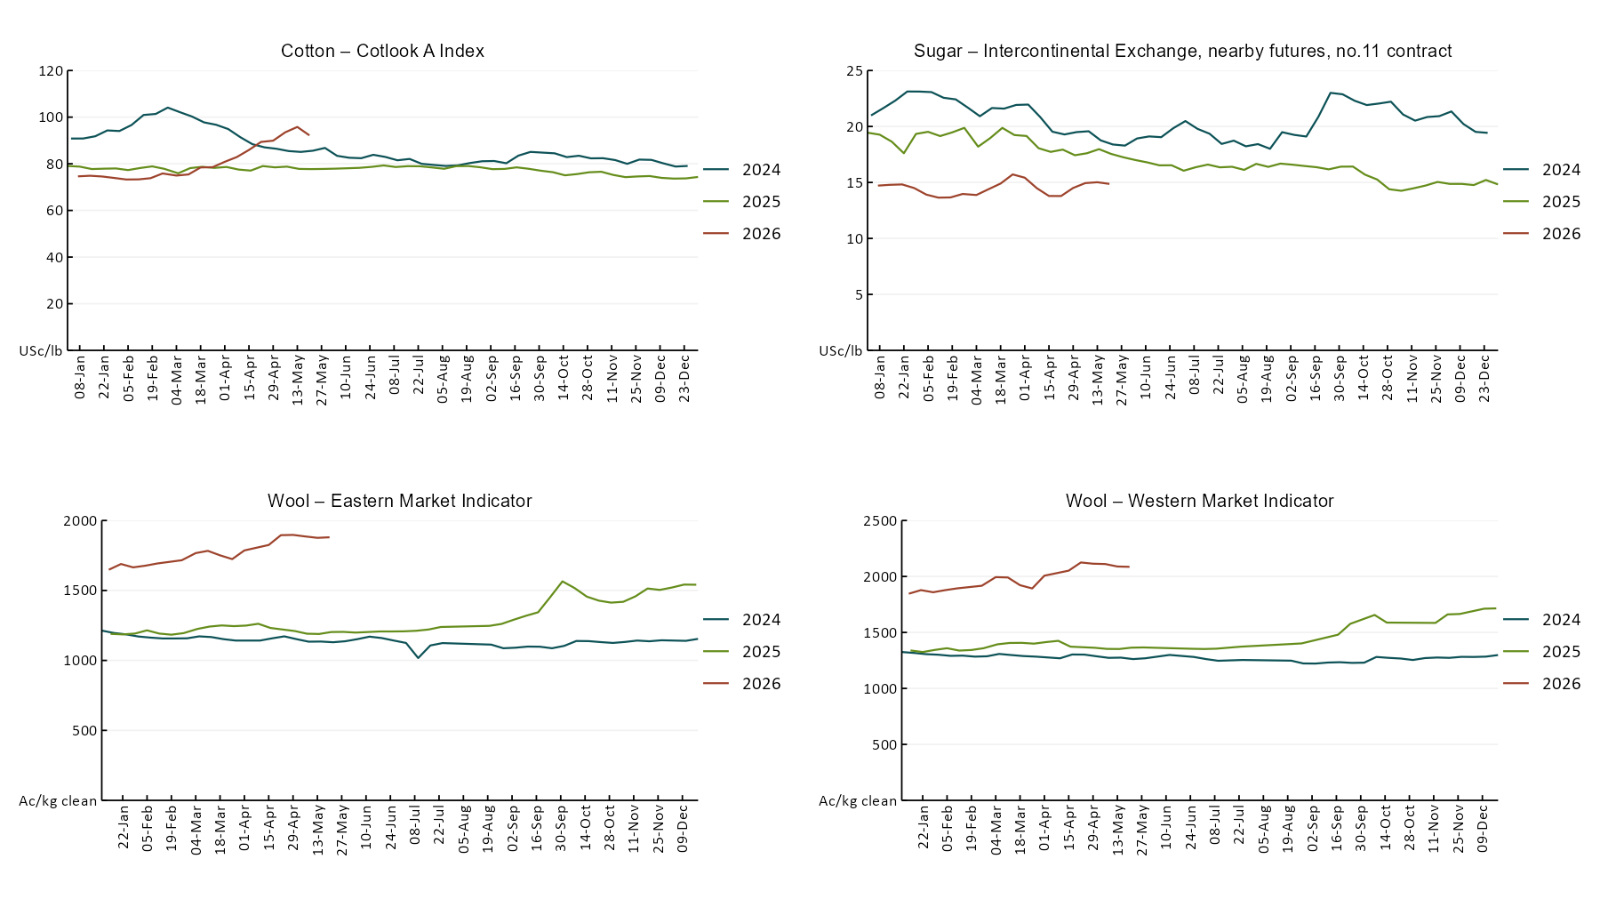 Cotton – Cotlook A Index
120
100
80
60
40
20
USc/lb
08-Jan
22-Jan
05-Feb
19-Feb
04-Mar
18-Mar
01-Apr
15-Apr
29-Apr
13-May
27-May
10-Jun
24-Jun
08-Jul
22-Jul
05-Aug
19-Aug
02-Sep
16-Sep
30-Sep
14-Oct
28-Oct
11-Nov
25-Nov
09-Dec
23-Dec
2024
2025
2026
Sugar – Intercontinental Exchange, nearby futures, no.11 contract
25
20
15
10
5
USc/lb
08-Jan
22-Jan
05-Feb
19-Feb
04-Mar
18-Mar
01-Apr
15-Apr
29-Apr
13-May
27-May
10-Jun
24-Jun
08-Jul
22-Jul
05-Aug
19-Aug
02-Sep
16-Sep
30-Sep
14-Oct
28-Oct
11-Nov
25-Nov
09-Dec
23-Dec
2024
2025
2026
Wool – Eastern Market Indicator
2000
1500
1000
500
Ac/kg clean
22-Jan
05-Feb
19-Feb
04-Mar
18-Mar
01-Apr
15-Apr
29-Apr
13-May
27-May
10-Jun
24-Jun
08-Jul
22-Jul
05-Aug
19-Aug
02-Sep
16-Sep
30-Sep
14-Oct
28-Oct
11-Nov
25-Nov
09-Dec
2024
2025
2026
Wool – Western Market Indicator
2500
2000
1500
1000
500
Ac/kg clean
22-Jan
05-Feb
19-Feb
04-Mar
18-Mar
01-Apr
15-Apr
29-Apr
13-May
27-May
10-Jun
24-Jun
08-Jul
22-Jul
05-Aug
19-Aug
02-Sep
16-Sep
30-Sep
14-Oct
28-Oct
11-Nov
25-Nov
09-Dec
2024
2025
2026